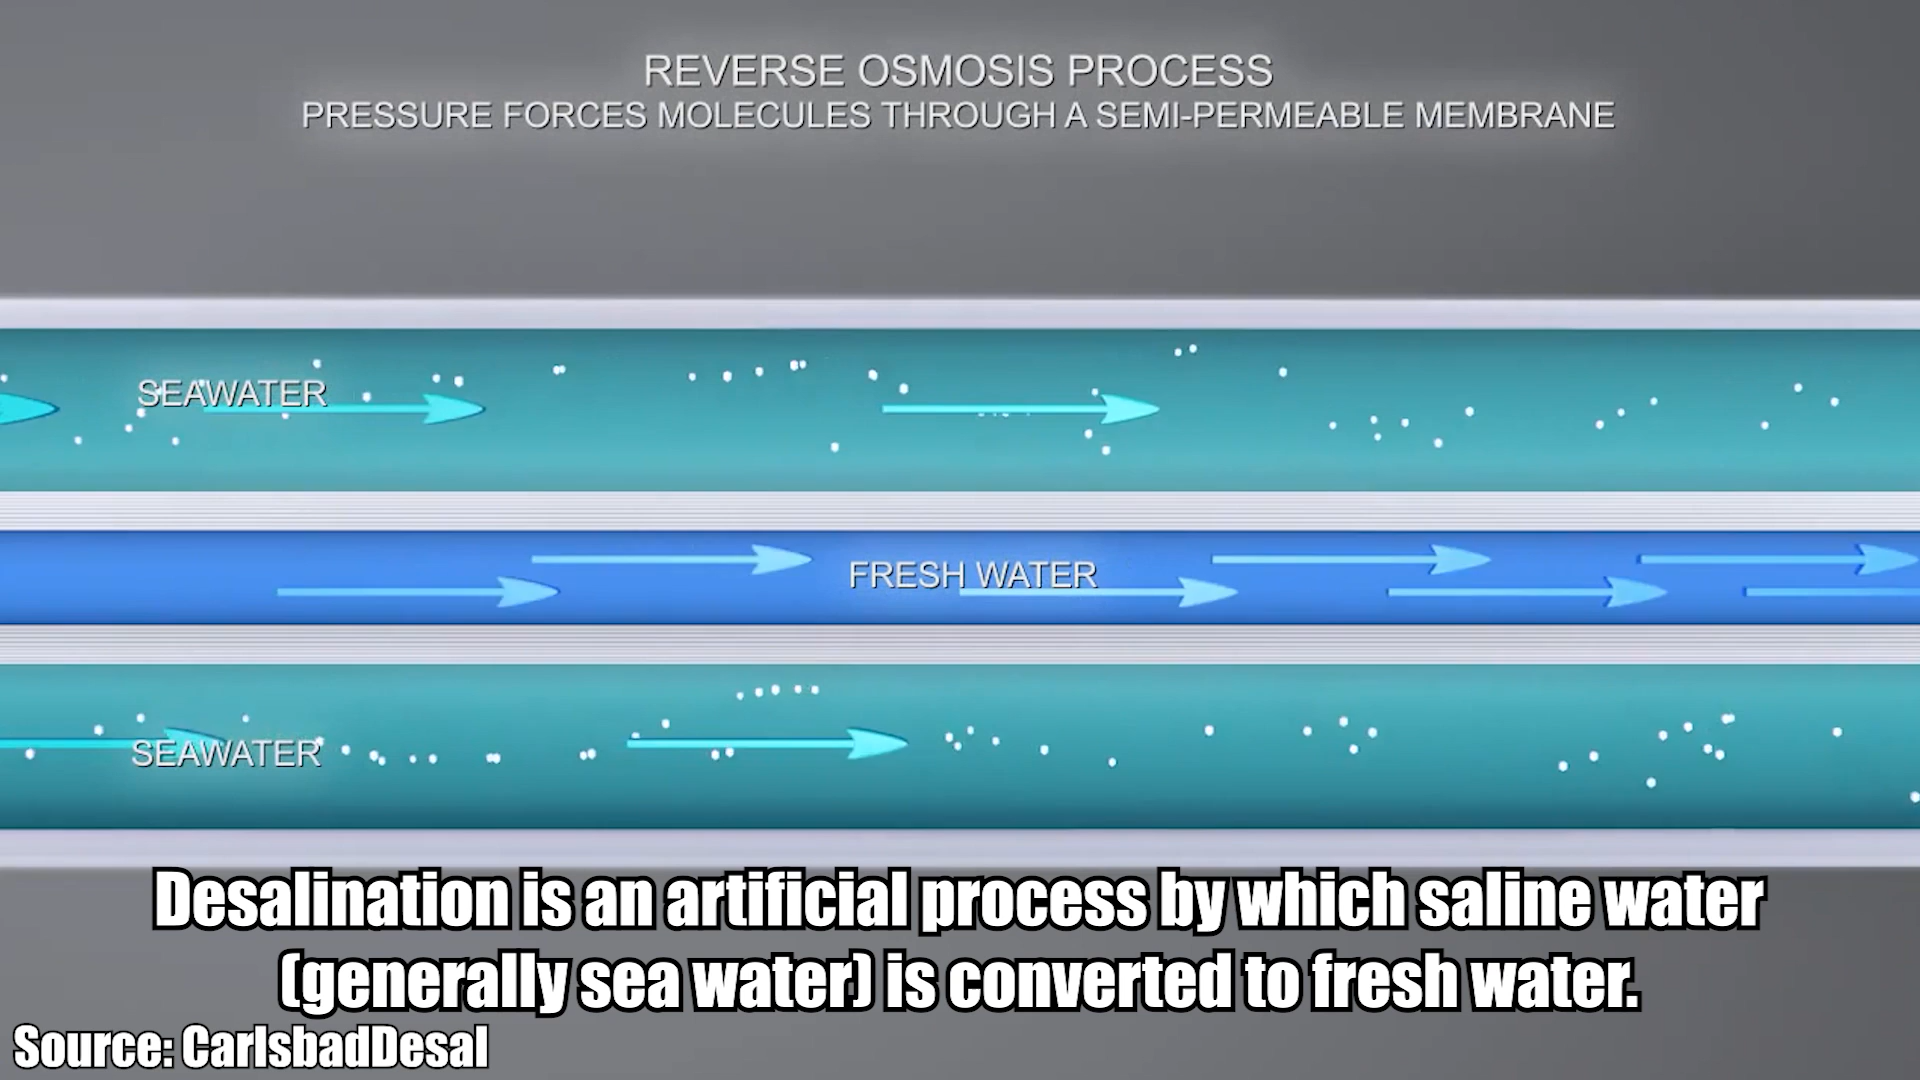 REVERSE OSMOSIS PROCESS
PRESSURE FORCES MOLECULES THROUGH A SEMI-PERMEABLE MEMBRANE
SEAWATER
FRESH WATER
SEAWATER
Desalination is an artificial process by which saline water
(generally sea water) is converted to fresh water.
Source: CarlsbadDesal